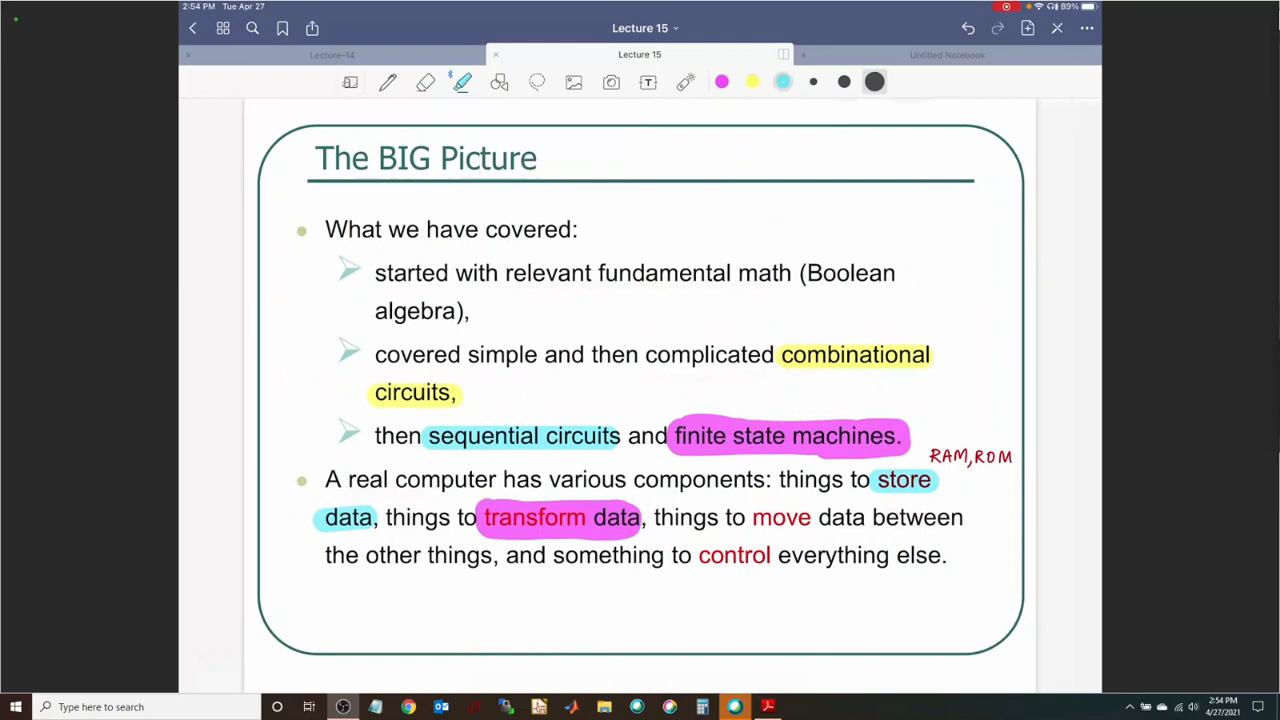 2:54 PM Tue Apr 27
89%
Lecture 15
Lecture-14
Lecture 15
Untitled Notebook
The BIG Picture
What we have covered:
started with relevant fundamental math (Boolean
algebra),
covered simple and then complicated combinational
circuits,
then sequential circuits and finite state machines.
RAM, ROM
A real computer has various components: things to store
data, things to transform data, things to move data between
the other things, and something to control everything else.
Type here to search
2:54 PM
4/27/2021